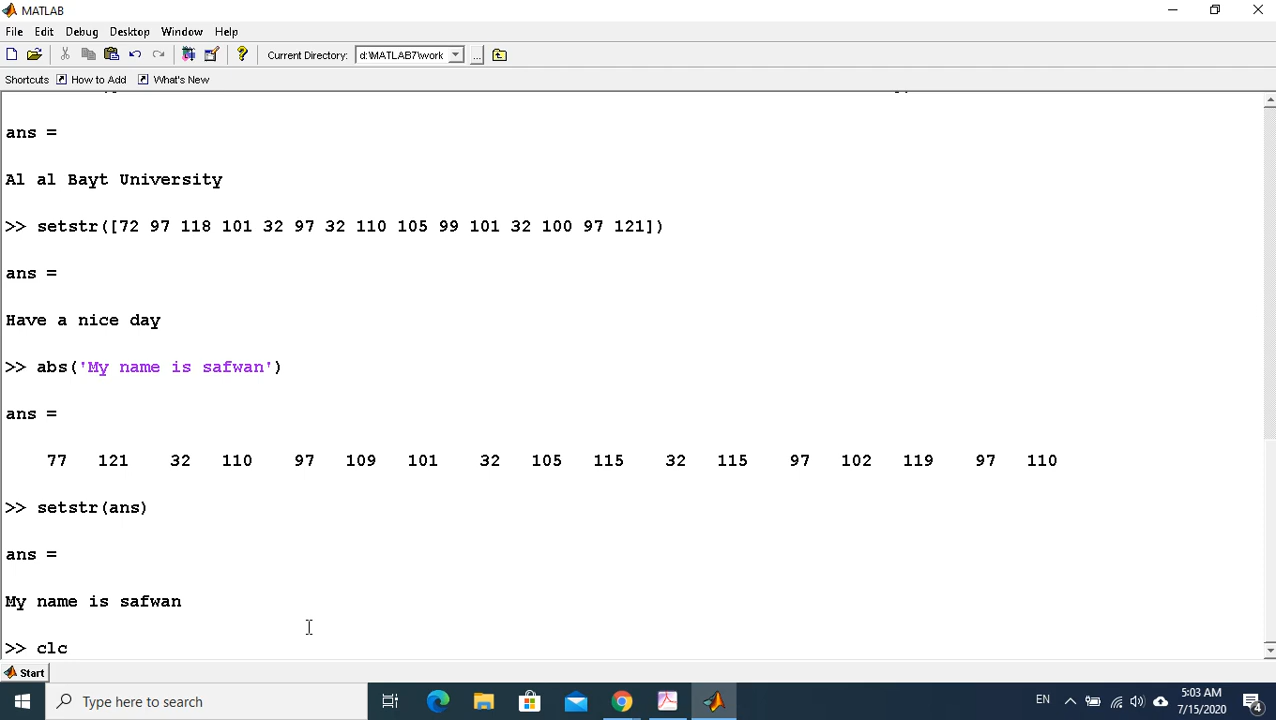 MATLAB
File Edit Debug Desktop Window Help
Current Directory: d:\MATLAB7\work ...
Shortcuts How to Add What's New
ans =
Al al Bayt University
>> setstr([72 97 118 101 32 97 32 110 105 99 101 32 100 97 121])
ans =
Have a nice day
>> abs('My name is safwan')
ans =
77 121 32 110 97 109 101 32 105 115 32 115 97 102 119 97 110
>> setstr(ans)
ans =
My name is safwan
>> clc
Start
Type here to search
EN
5:03 AM
7/15/2020
4